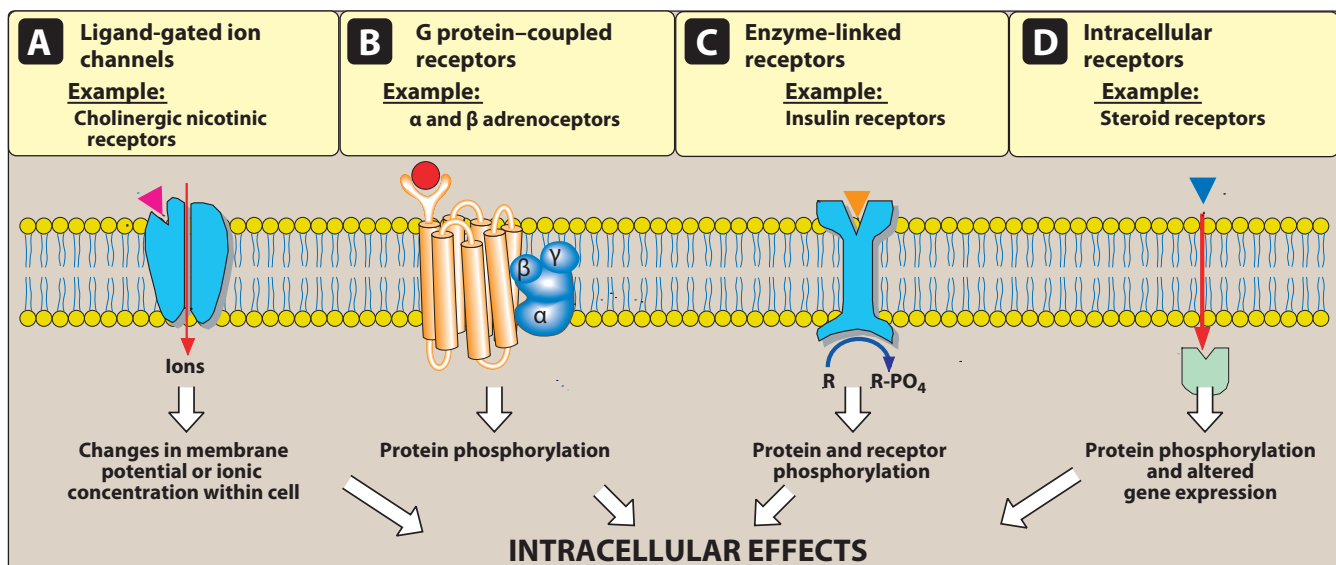 A
Ligand-gated ion
channels
Example:
Cholinergic nicotinic
receptors
B
G protein–coupled
receptors
Example:
α and β adrenoceptors
C
Enzyme-linked
receptors
Example:
Insulin receptors
D
Intracellular
receptors
Example:
Steroid receptors
β
γ
α
Ions
R
R-PO₄
Changes in membrane
potential or ionic
concentration within cell
Protein phosphorylation
Protein and receptor
phosphorylation
Protein phosphorylation
and altered
gene expression
INTRACELLULAR EFFECTS